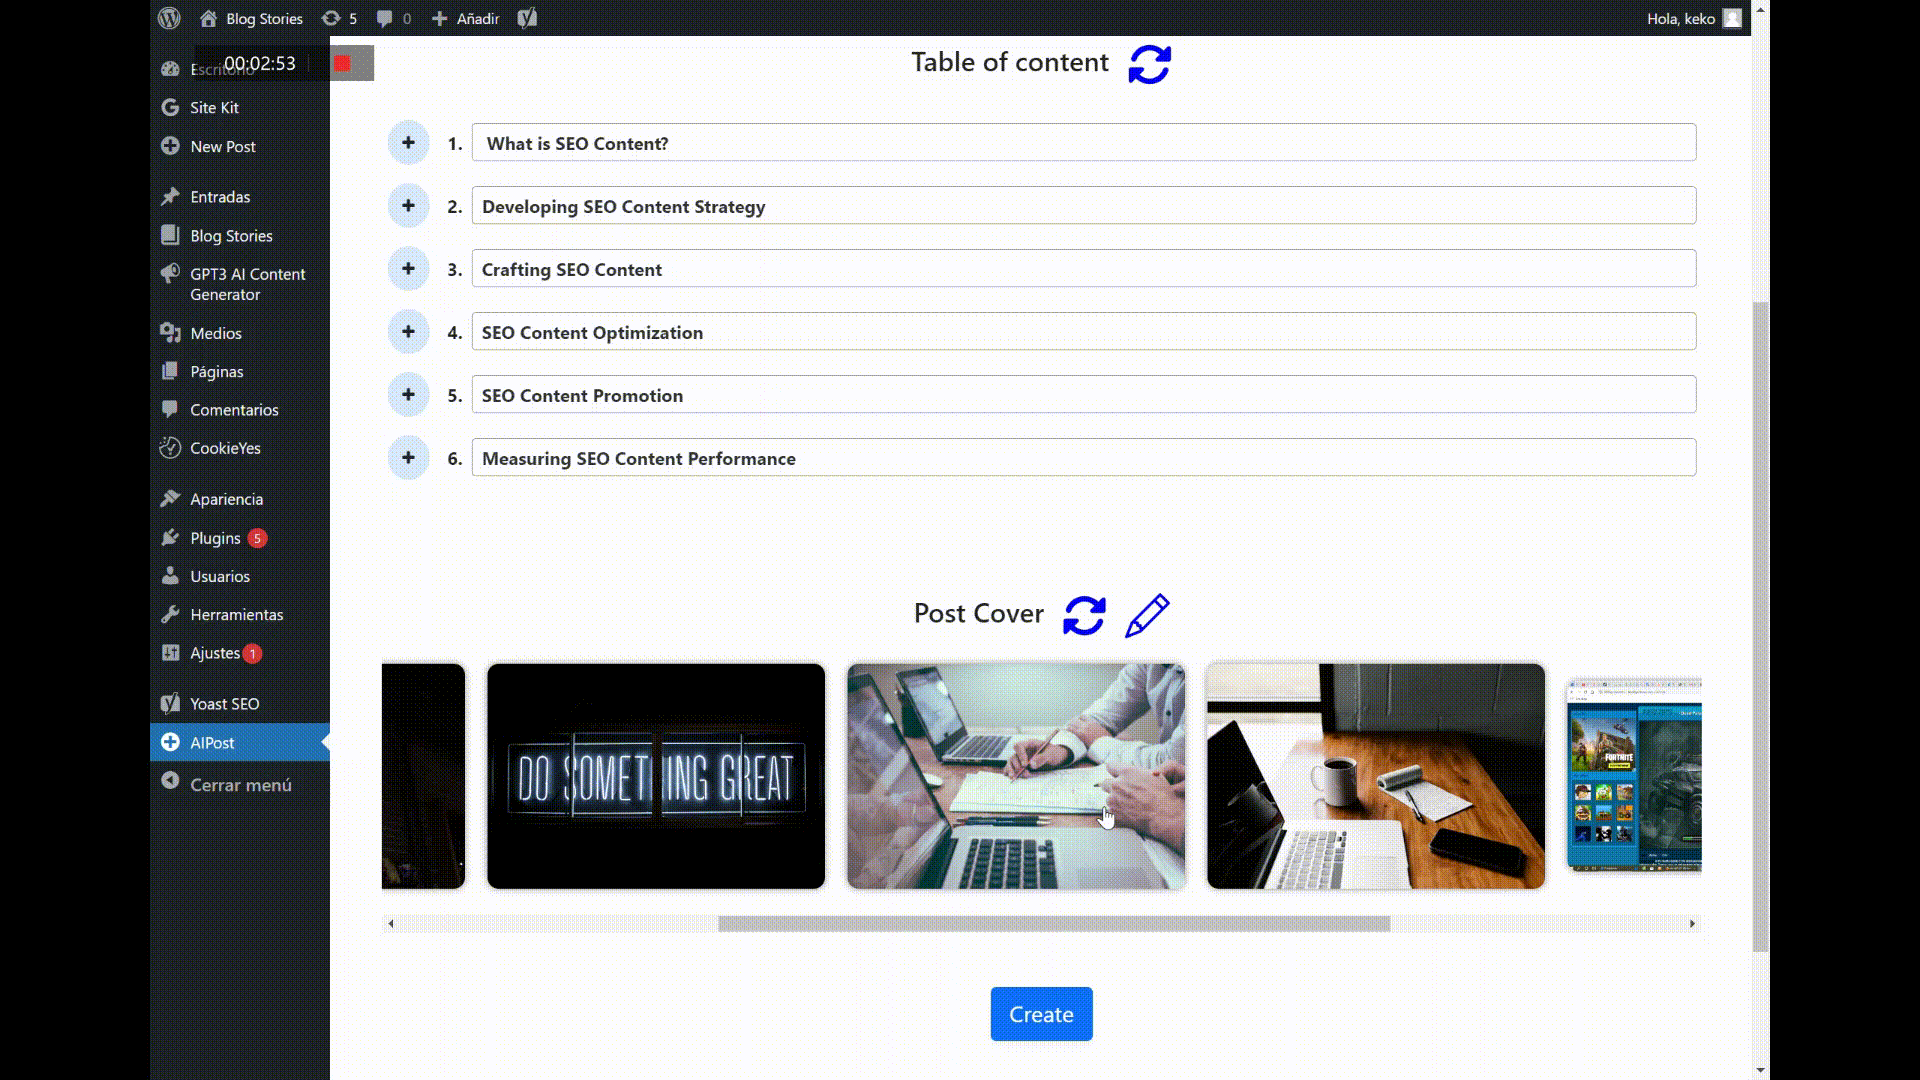 Blog Stories
5
0
Añadir
Hola, keko
00:02:53
Escritorio
Site Kit
New Post
Entradas
Blog Stories
GPT3 AI Content
Generator
Medios
Páginas
Comentarios
CookieYes
Apariencia
Plugins 5
Usuarios
Herramientas
Ajustes 1
Yoast SEO
AIPost
Cerrar menú
Table of content
1. What is SEO Content?
2. Developing SEO Content Strategy
3. Crafting SEO Content
4. SEO Content Optimization
5. SEO Content Promotion
6. Measuring SEO Content Performance
Post Cover
DO SOMETHING GREAT
FORTNITE
Create